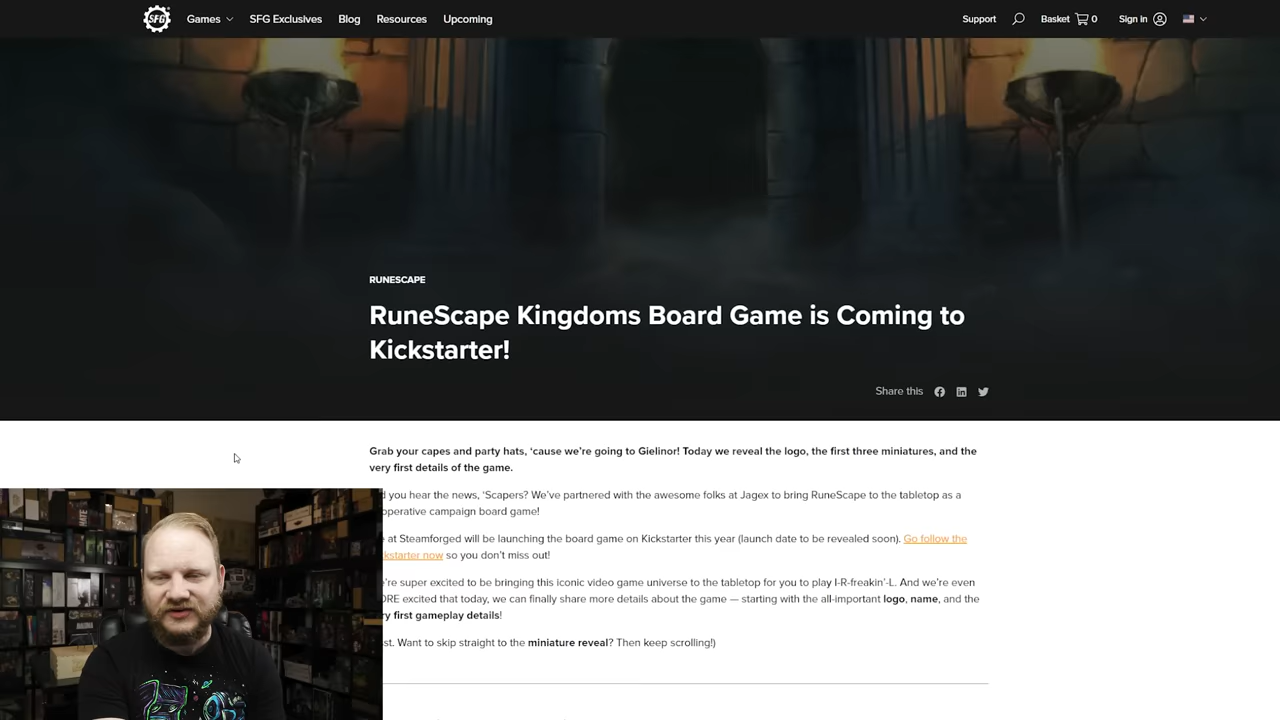 SFG
Games
SFG Exclusives
Blog
Resources
Upcoming
Support
Basket
0
Sign in
RUNESCAPE
RuneScape Kingdoms Board Game is Coming to
Kickstarter!
Share this
Grab your capes and party hats, ‘cause we’re going to Gielinor! Today we reveal the logo, the first three miniatures, and the
very first details of the game.
you hear the news, ‘Scapers? We’ve partnered with the awesome folks at Jagex to bring RuneScape to the tabletop as a
operative campaign board game!
at Steamforged will be launching the board game on Kickstarter this year (launch date to be revealed soon). Go follow the
now so you don’t miss out!
super excited to be bringing this iconic video game universe to the tabletop for you to play I-R-freakin’-L. And we’re even
excited that today, we can finally share more details about the game — starting with the all-important logo, name, and the
first gameplay details!
Want to skip straight to the miniature reveal? Then keep scrolling!)